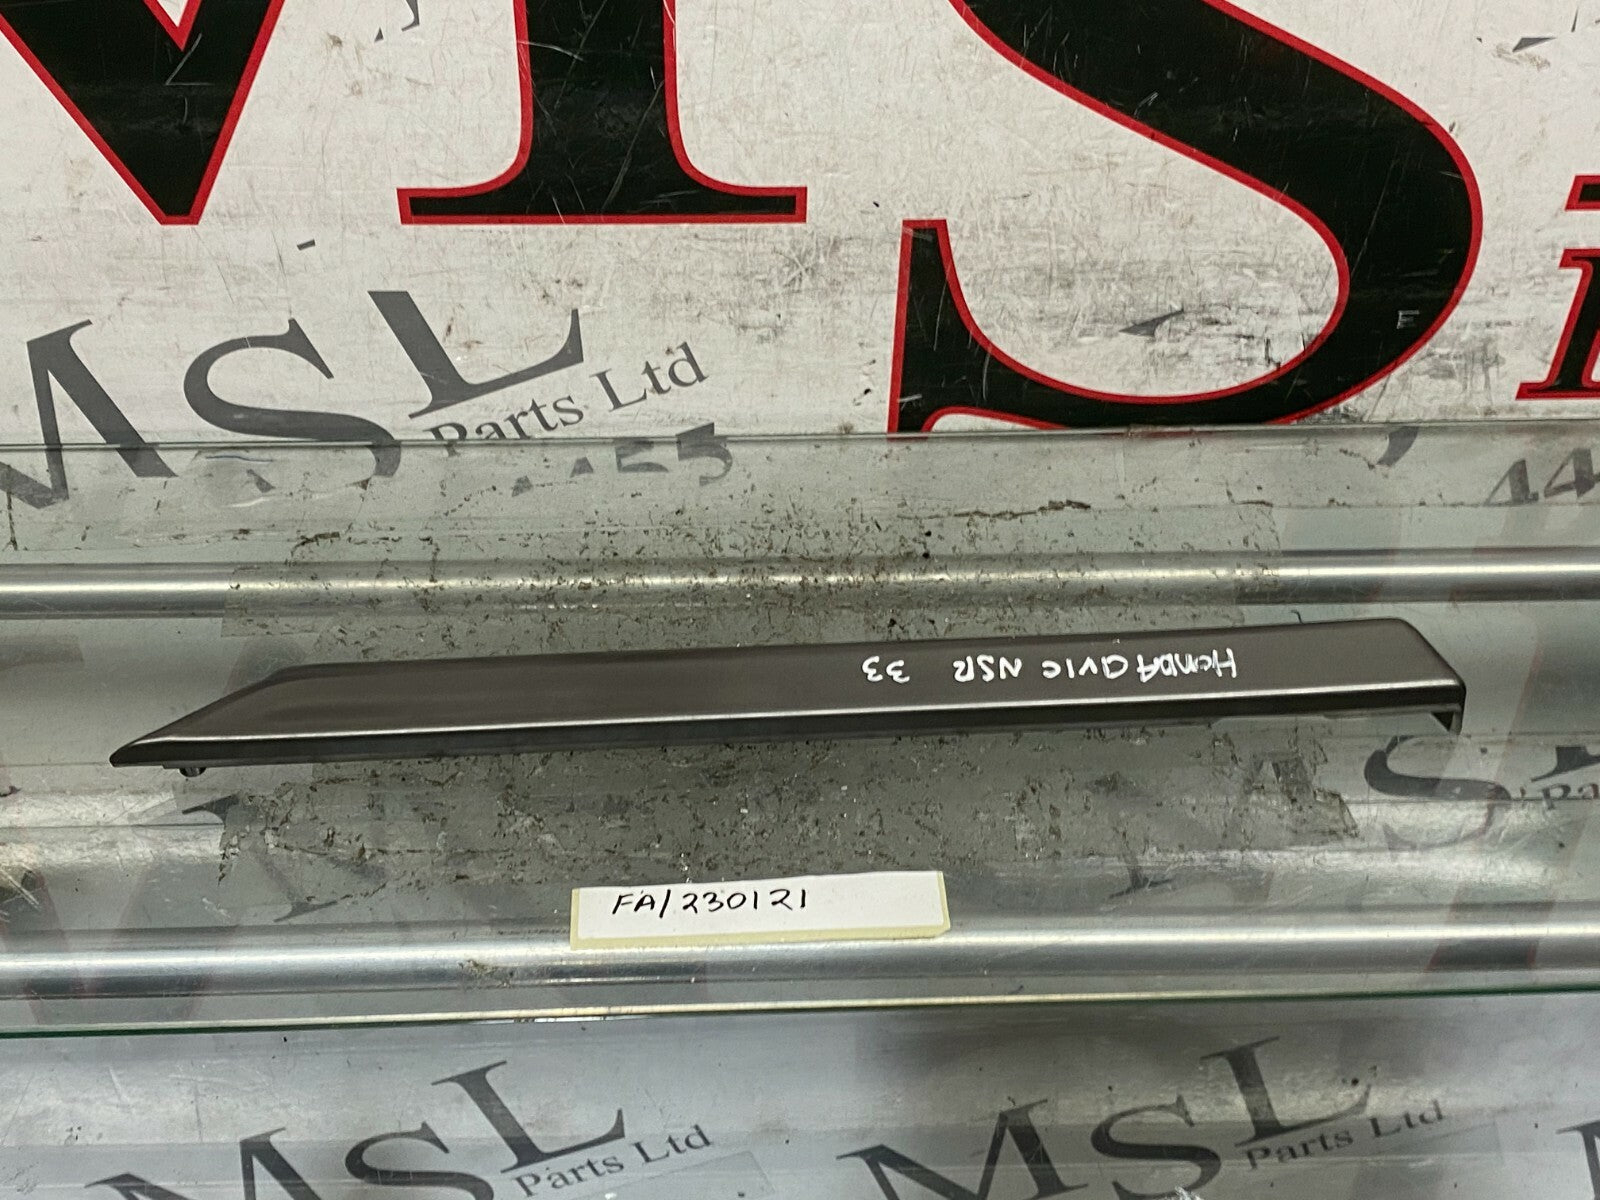 MSL
Parts Ltd
HONDA CIVIC NSR 33
FA/230121
MSL
Parts Ltd
MSL
Parts Ltd